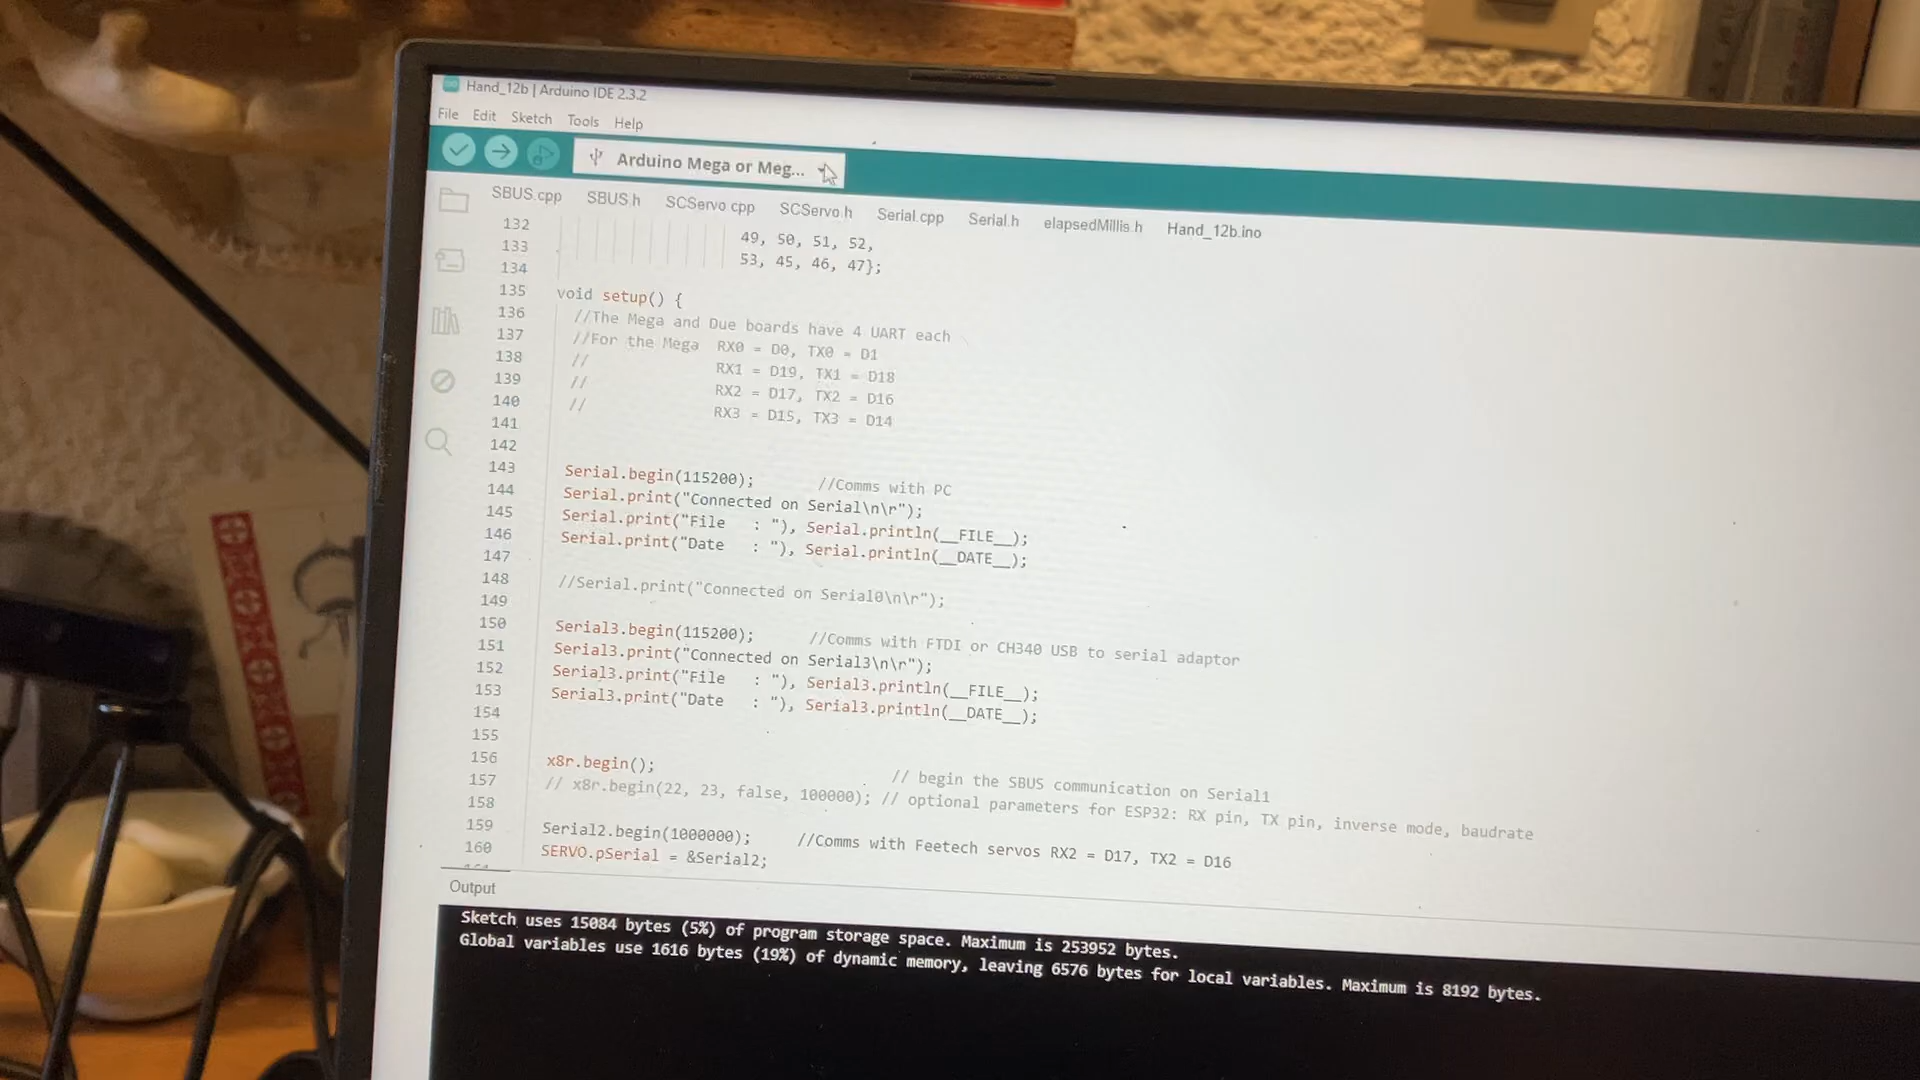 Hand_12b | Arduino IDE 2.3.2
File Edit Sketch Tools Help
Arduino Mega or Meg...
SBUS.cpp SBUS.h SCServo.cpp SCServo.h Serial.cpp Serial.h elapsedMillis.h Hand_12b.ino
132 49, 50, 51, 52,
133 53, 45, 46, 47};
134
135 void setup() {
136 //The Mega and Due boards have 4 UART each
137 //For the Mega RX0 = D0, TX0 = D1
138 // RX1 = D19, TX1 = D18
139 // RX2 = D17, TX2 = D16
140 // RX3 = D15, TX3 = D14
141
142
143 Serial.begin(115200); //Comms with PC
144 Serial.print("Connected on Serial\n\r");
145 Serial.print("File : "), Serial.println(__FILE__);
146 Serial.print("Date : "), Serial.println(__DATE__);
147
148 //Serial.print("Connected on Serial0\n\r");
149
150 Serial3.begin(115200); //Comms with FTDI or CH340 USB to serial adaptor
151 Serial3.print("Connected on Serial3\n\r");
152 Serial3.print("File : "), Serial3.println(__FILE__);
153 Serial3.print("Date : "), Serial3.println(__DATE__);
154
155
156 x8r.begin(); // begin the SBUS communication on Serial1
157 // x8r.begin(22, 23, false, 100000); // optional parameters for ESP32: RX pin, TX pin, inverse mode, baudrate
158
159 Serial2.begin(1000000); //Comms with Feetech servos RX2 = D17, TX2 = D16
160 SERVO.pSerial = &Serial2;
Output
Sketch uses 15084 bytes (5%) of program storage space. Maximum is 253952 bytes.
Global variables use 1616 bytes (19%) of dynamic memory, leaving 6576 bytes for local variables. Maximum is 8192 bytes.